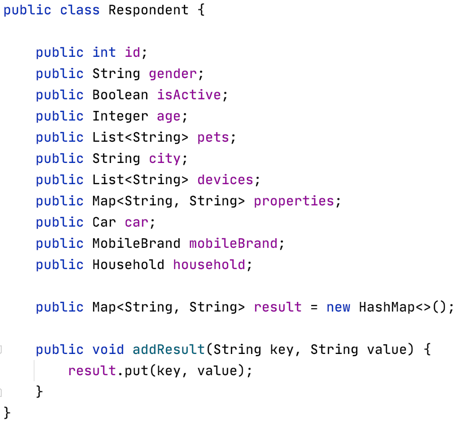 public class Respondent {
public int id;
public String gender;
public Boolean isActive;
public Integer age;
public List<String> pets;
public String city;
public List<String> devices;
public Map<String, String> properties;
public Car car;
public MobileBrand mobileBrand;
public Household household;
public Map<String, String> result = new HashMap<>();
public void addResult(String key, String value) {
result.put(key, value);
}
}